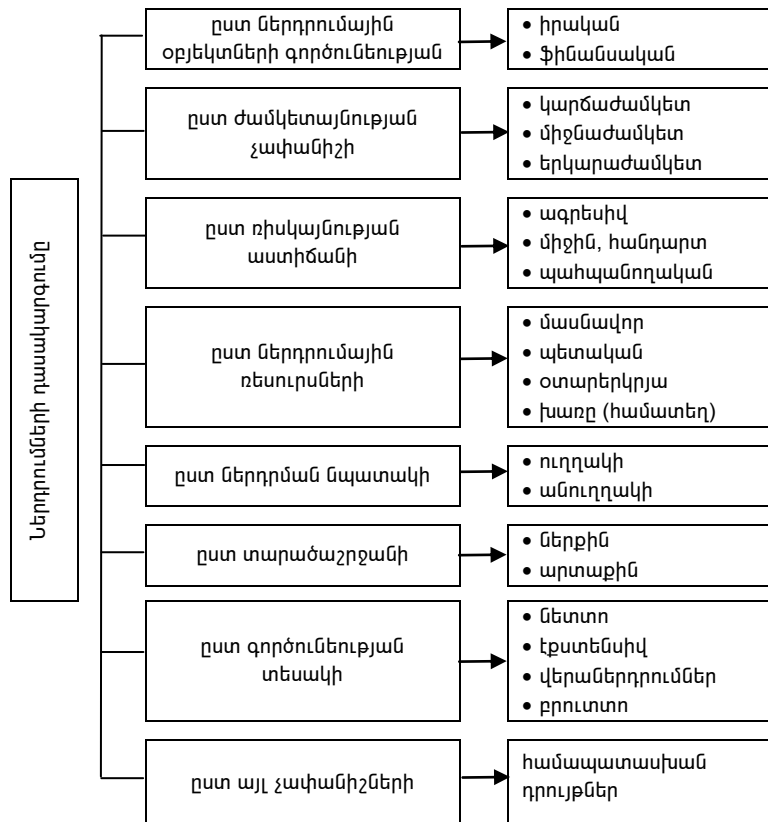 Ներդրումների դասակարգումը
ըստ ներդրումային
օբյեկտների գործունեության
• իրական
• ֆինանսական
ըստ ժամկետայնության
չափանիշի
• կարճաժամկետ
• միջնաժամկետ
• երկարաժամկետ
ըստ ռիսկայնության
աստիճանի
• ագրեսիվ
• միջին, հանդարտ
• պահպանողական
ըստ ներդրումային
ռեսուրսների
• մասնավոր
• պետական
• օտարերկրյա
• խառը (համատեղ)
ըստ ներդրման նպատակի
• ուղղակի
• անուղղակի
ըստ տարածաշրջանի
• ներքին
• արտաքին
ըստ գործունեության
տեսակի
• նետտո
• էքստենսիվ
• վերաներդրումներ
• բրուտտո
ըստ այլ չափանիշների
համապատասխան
դրույթներ